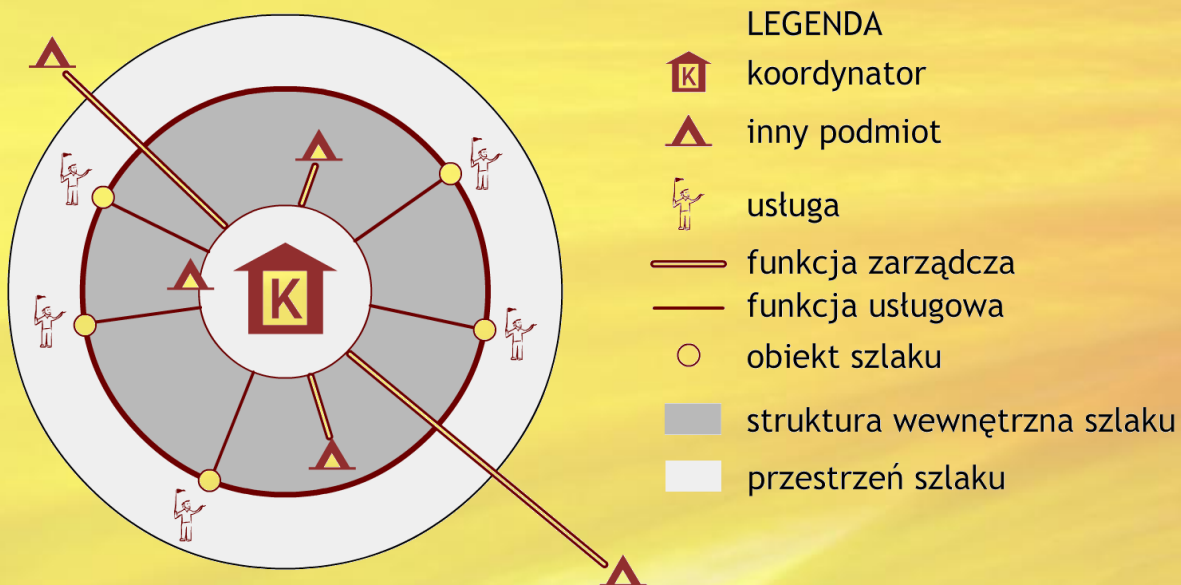 LEGENDA
K koordynator
inny podmiot
usługa
funkcja zarządcza
funkcja usługowa
obiekt szlaku
struktura wewnętrzna szlaku
przestrzeń szlaku
K